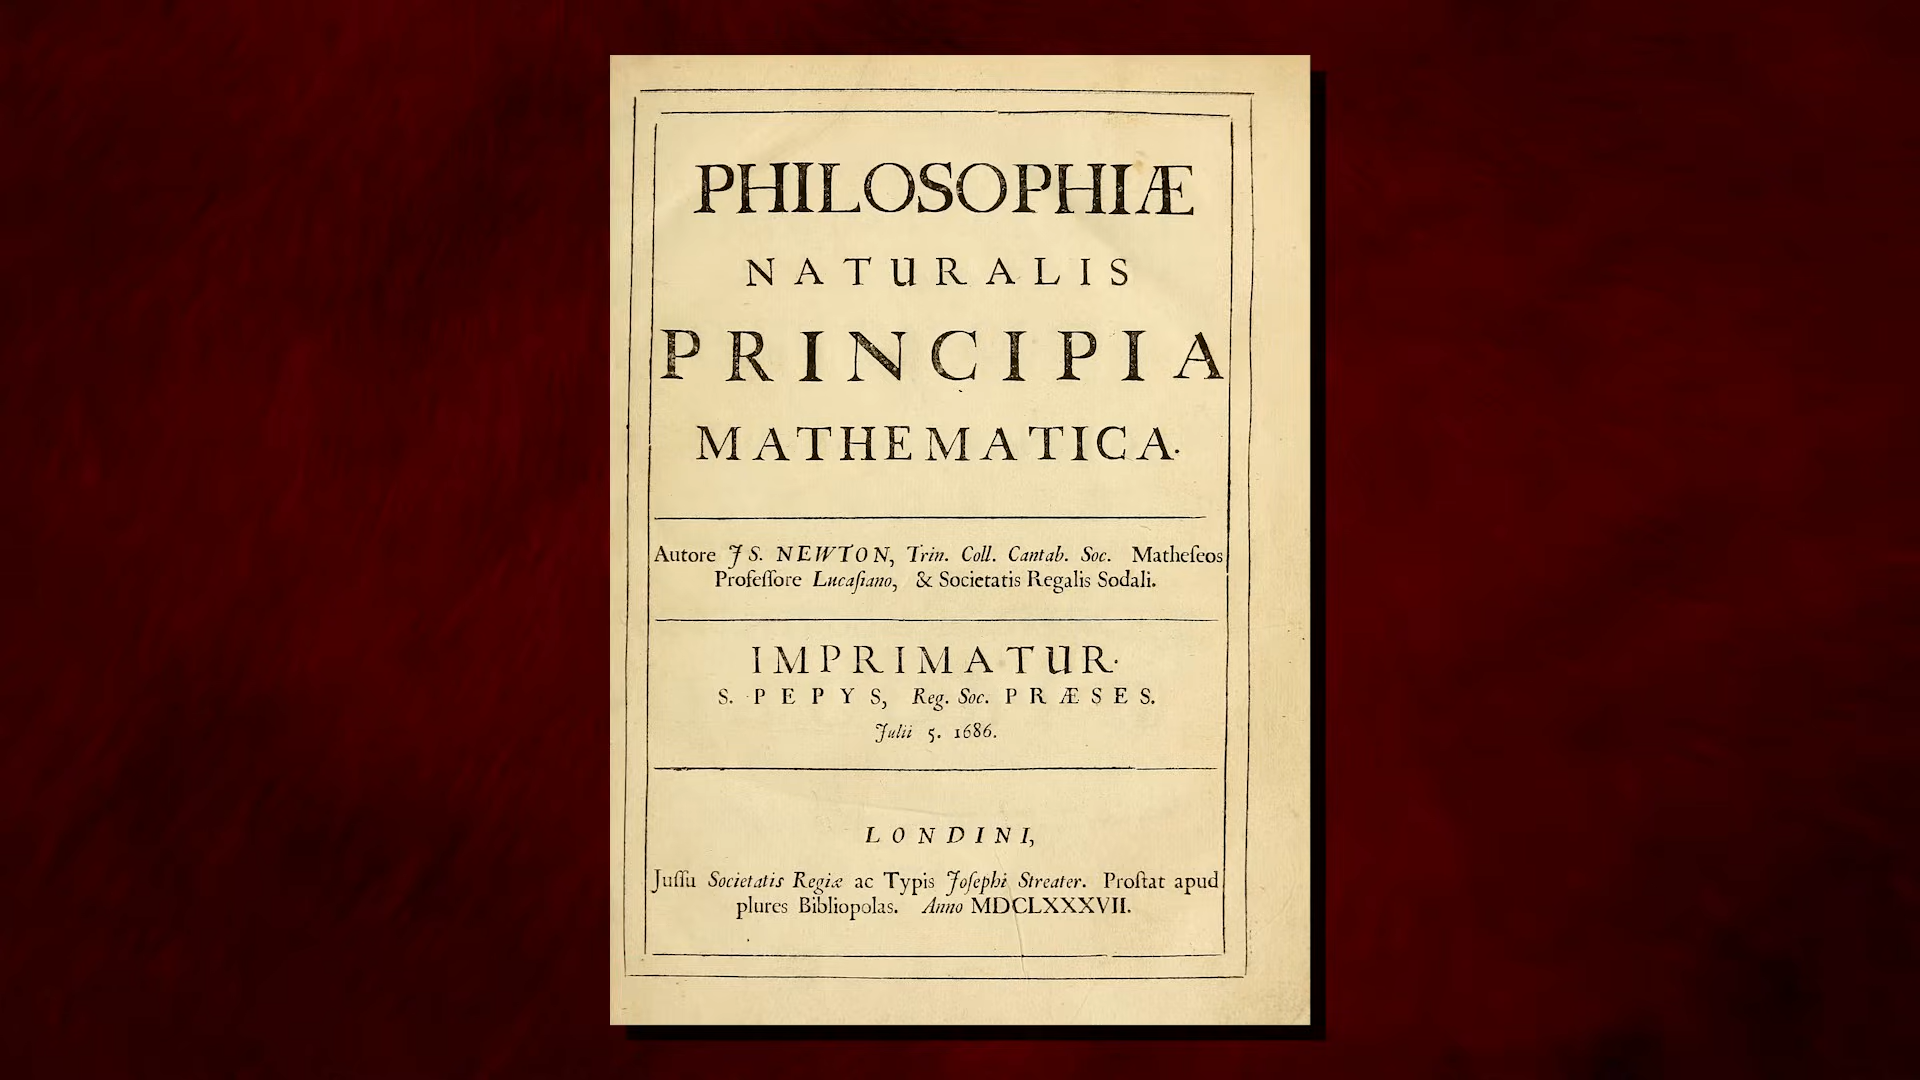 PHILOSOPHIÆ
NATURALIS
PRINCIPIA
MATHEMATICA.
Autore JS. NEWTON, Trin. Coll. Cantab. Soc. Matheſeos
Profeſſore Lucaſiano, & Societatis Regalis Sodali.
IMPRIMATUR.
S. PEPYS, Reg. Soc. PRÆSES.
Julii 5. 1686.
LONDINI,
Juſſu Societatis Regiæ ac Typis Joſephi Streater. Proſtat apud
plures Bibliopolas. Anno MDCLXXXVII.